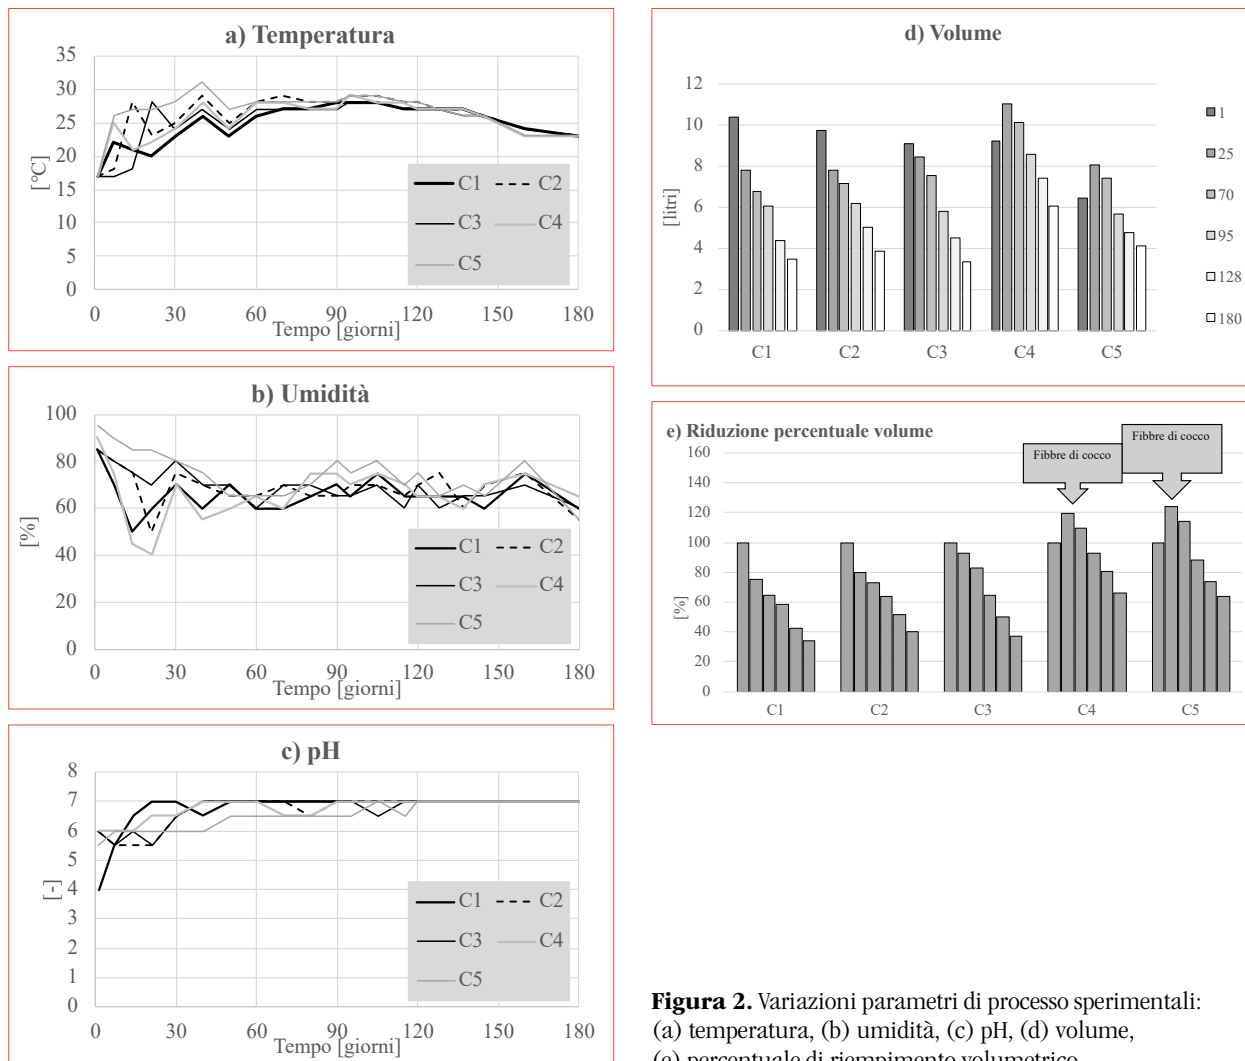 a) Temperatura
35
30
25
20
15
10
5
0
[°C]
C1 C2
C3 C4
C5
0 30 60 90 120 150 180
Tempo [giorni]
b) Umidità
100
80
60
40
20
0
[%]
C1 C2
C3 C4
C5
0 30 60 90 120 150 180
Tempo [giorni]
c) pH
8
7
6
5
4
3
2
1
0
[-]
C1 C2
C3 C4
C5
0 30 60 90 120 150 180
Tempo [giorni]
d) Volume
12
10
8
6
4
2
0
[litri]
C1 C2 C3 C4 C5
1
25
70
95
128
180
e) Riduzione percentuale volume
160
140
120
100
80
60
40
20
0
[%]
Fibbre di cocco
Fibbre di cocco
C1 C2 C3 C4 C5
Figura 2. Variazioni parametri di processo sperimentali:
(a) temperatura, (b) umidità, (c) pH, (d) volume,
(e) percentuale di riempimento volumetrico